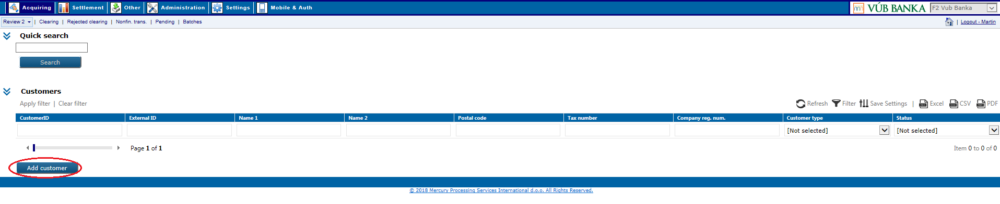 Acquiring Settlement Other Administration Settings Mobile & Auth VÚB BANKA F2 Vub Banka
Review 2 | Clearing | Rejected clearing | Nonfin. trans. | Pending | Batches | Logout - Martin
Quick search
Search
Customers
Apply filter | Clear filter Refresh Filter Save Settings | Excel CSV PDF
CustomerID External ID Name 1 Name 2 Postal code Tax number Company reg. num. Customer type Status
[Not selected] [Not selected]
Page 1 of 1 Item 0 to 0 of 0
Add customer
© 2018 Mercury Processing Services International d.o.o. All Rights Reserved.